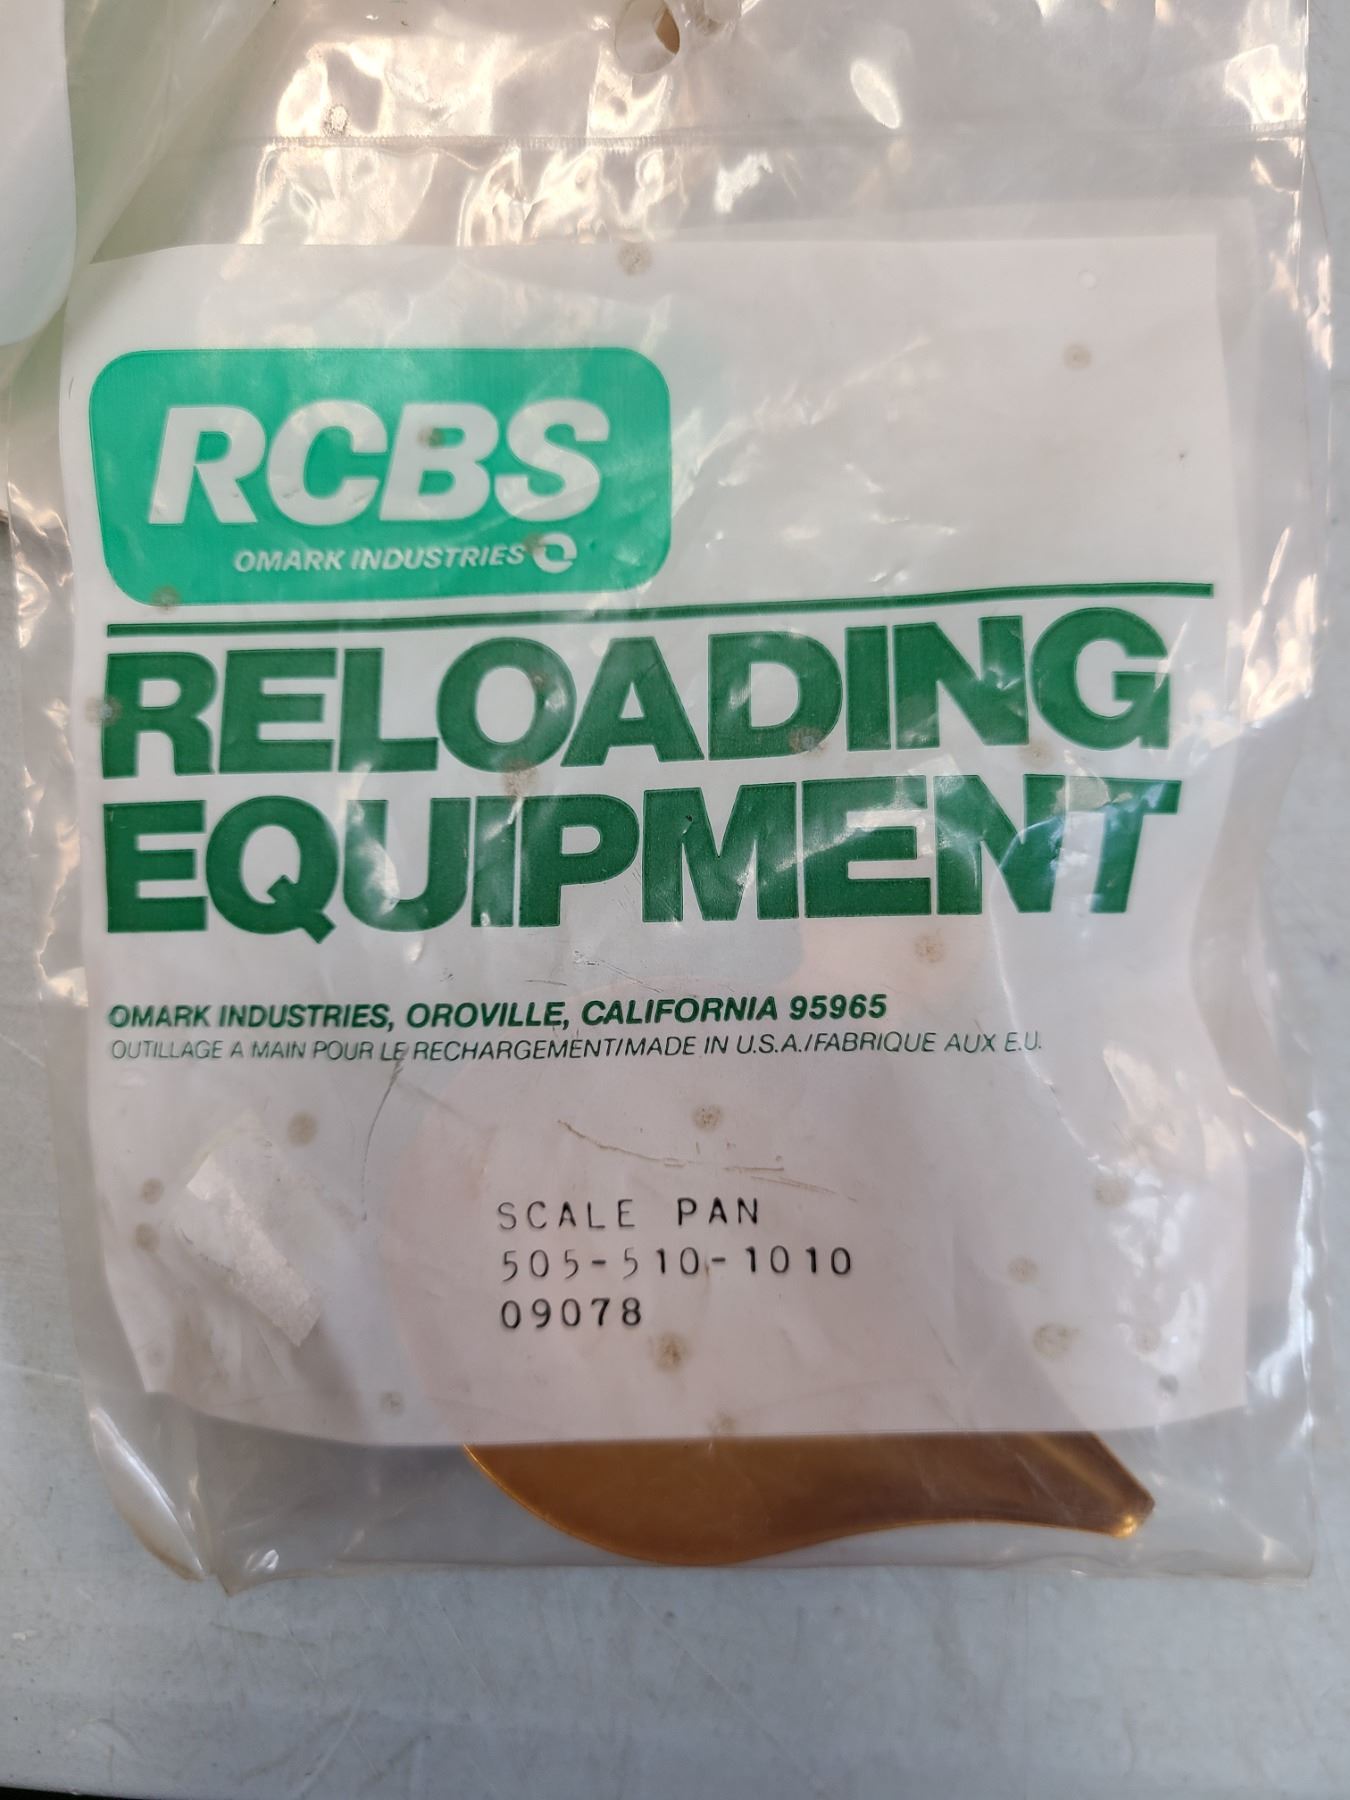 RCBS
OMARK INDUSTRIES
RELOADING
EQUIPMENT
OMARK INDUSTRIES, OROVILLE, CALIFORNIA 95965
OUTILLAGE A MAIN POUR LE RECHARGEMENT/MADE IN U.S.A./FABRIQUE AUX E.U.
SCALE PAN
505-510-1010
09078